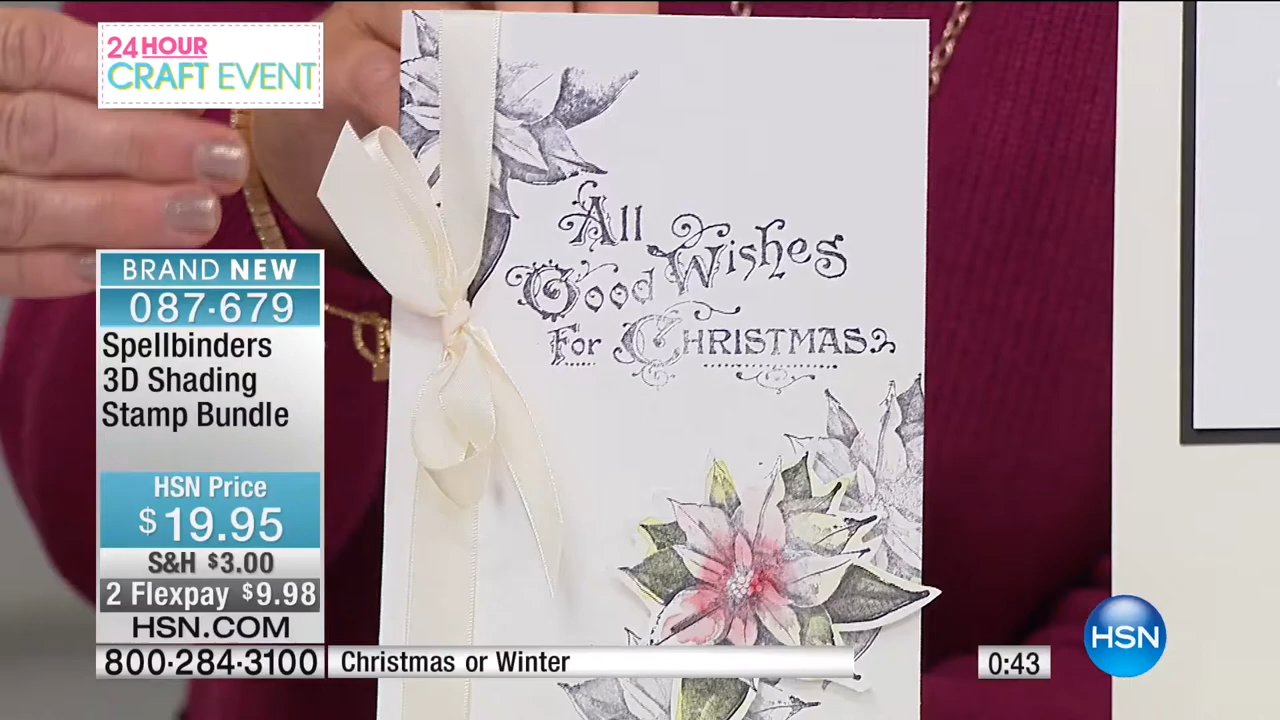 24 HOUR
CRAFT EVENT
All
Good Wishes
For CHRISTMAS
BRAND NEW
087·679
Spellbinders
3D Shading
Stamp Bundle
HSN Price
$19.95
S&H $3.00
2 Flexpay $9.98
HSN.COM
800·284·3100
Christmas or Winter
0:43
HSN